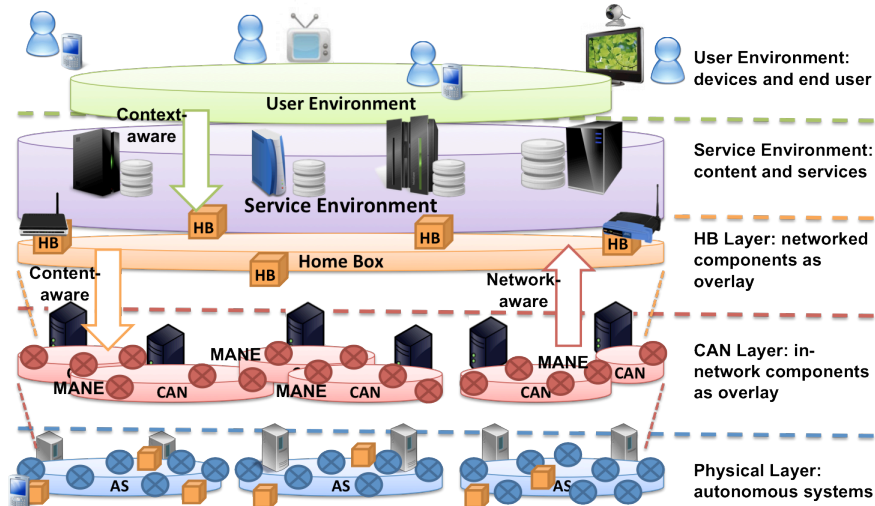 User Environment:
devices and end user
User Environment
Context-
aware
Service Environment:
content and services
Service Environment
HB
HB
HB
HB
HB
Home Box
HB Layer: networked
components as
overlay
Content-
aware
Network-
aware
MANE
MANE
MANE
MANE
CAN
CAN
CAN
CAN
CAN Layer: in-
network components
as overlay
AS
AS
AS
Physical Layer:
autonomous systems